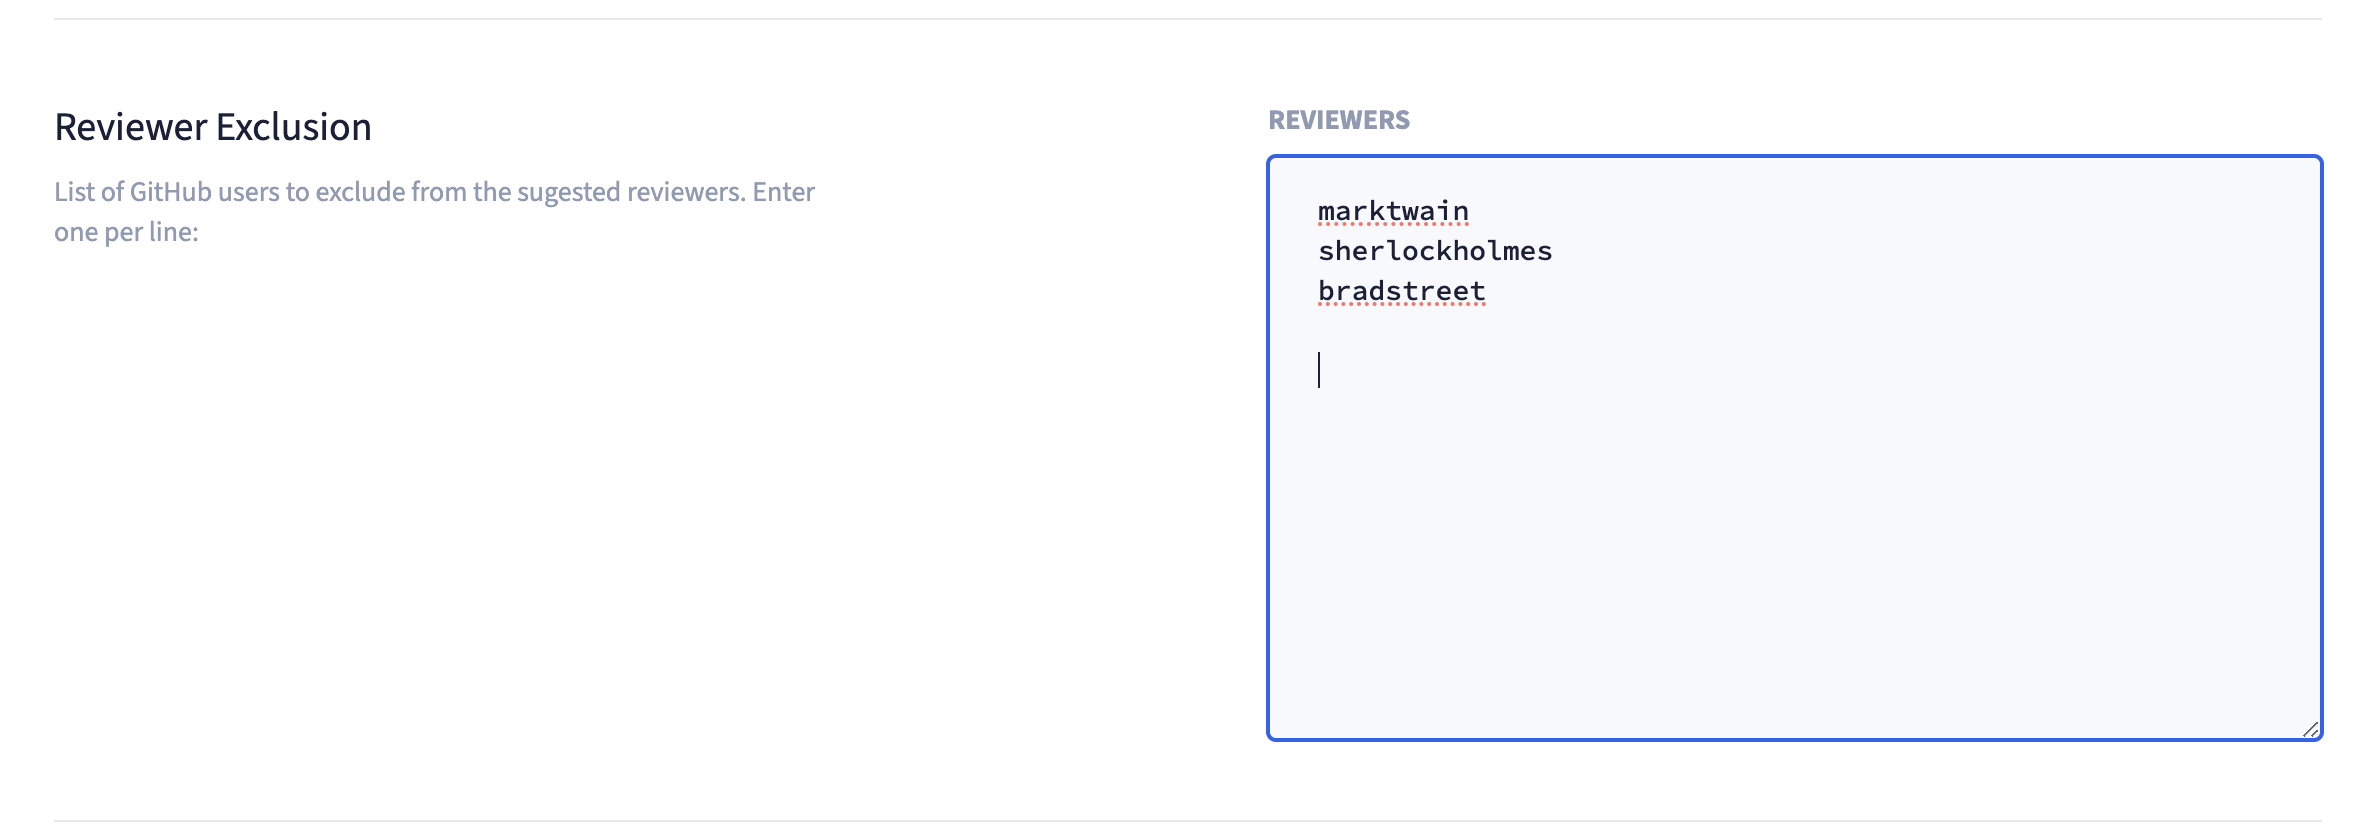 Reviewer Exclusion
List of GitHub users to exclude from the sugested reviewers. Enter
one per line:
REVIEWERS
marktwain
sherlockholmes
bradstreet